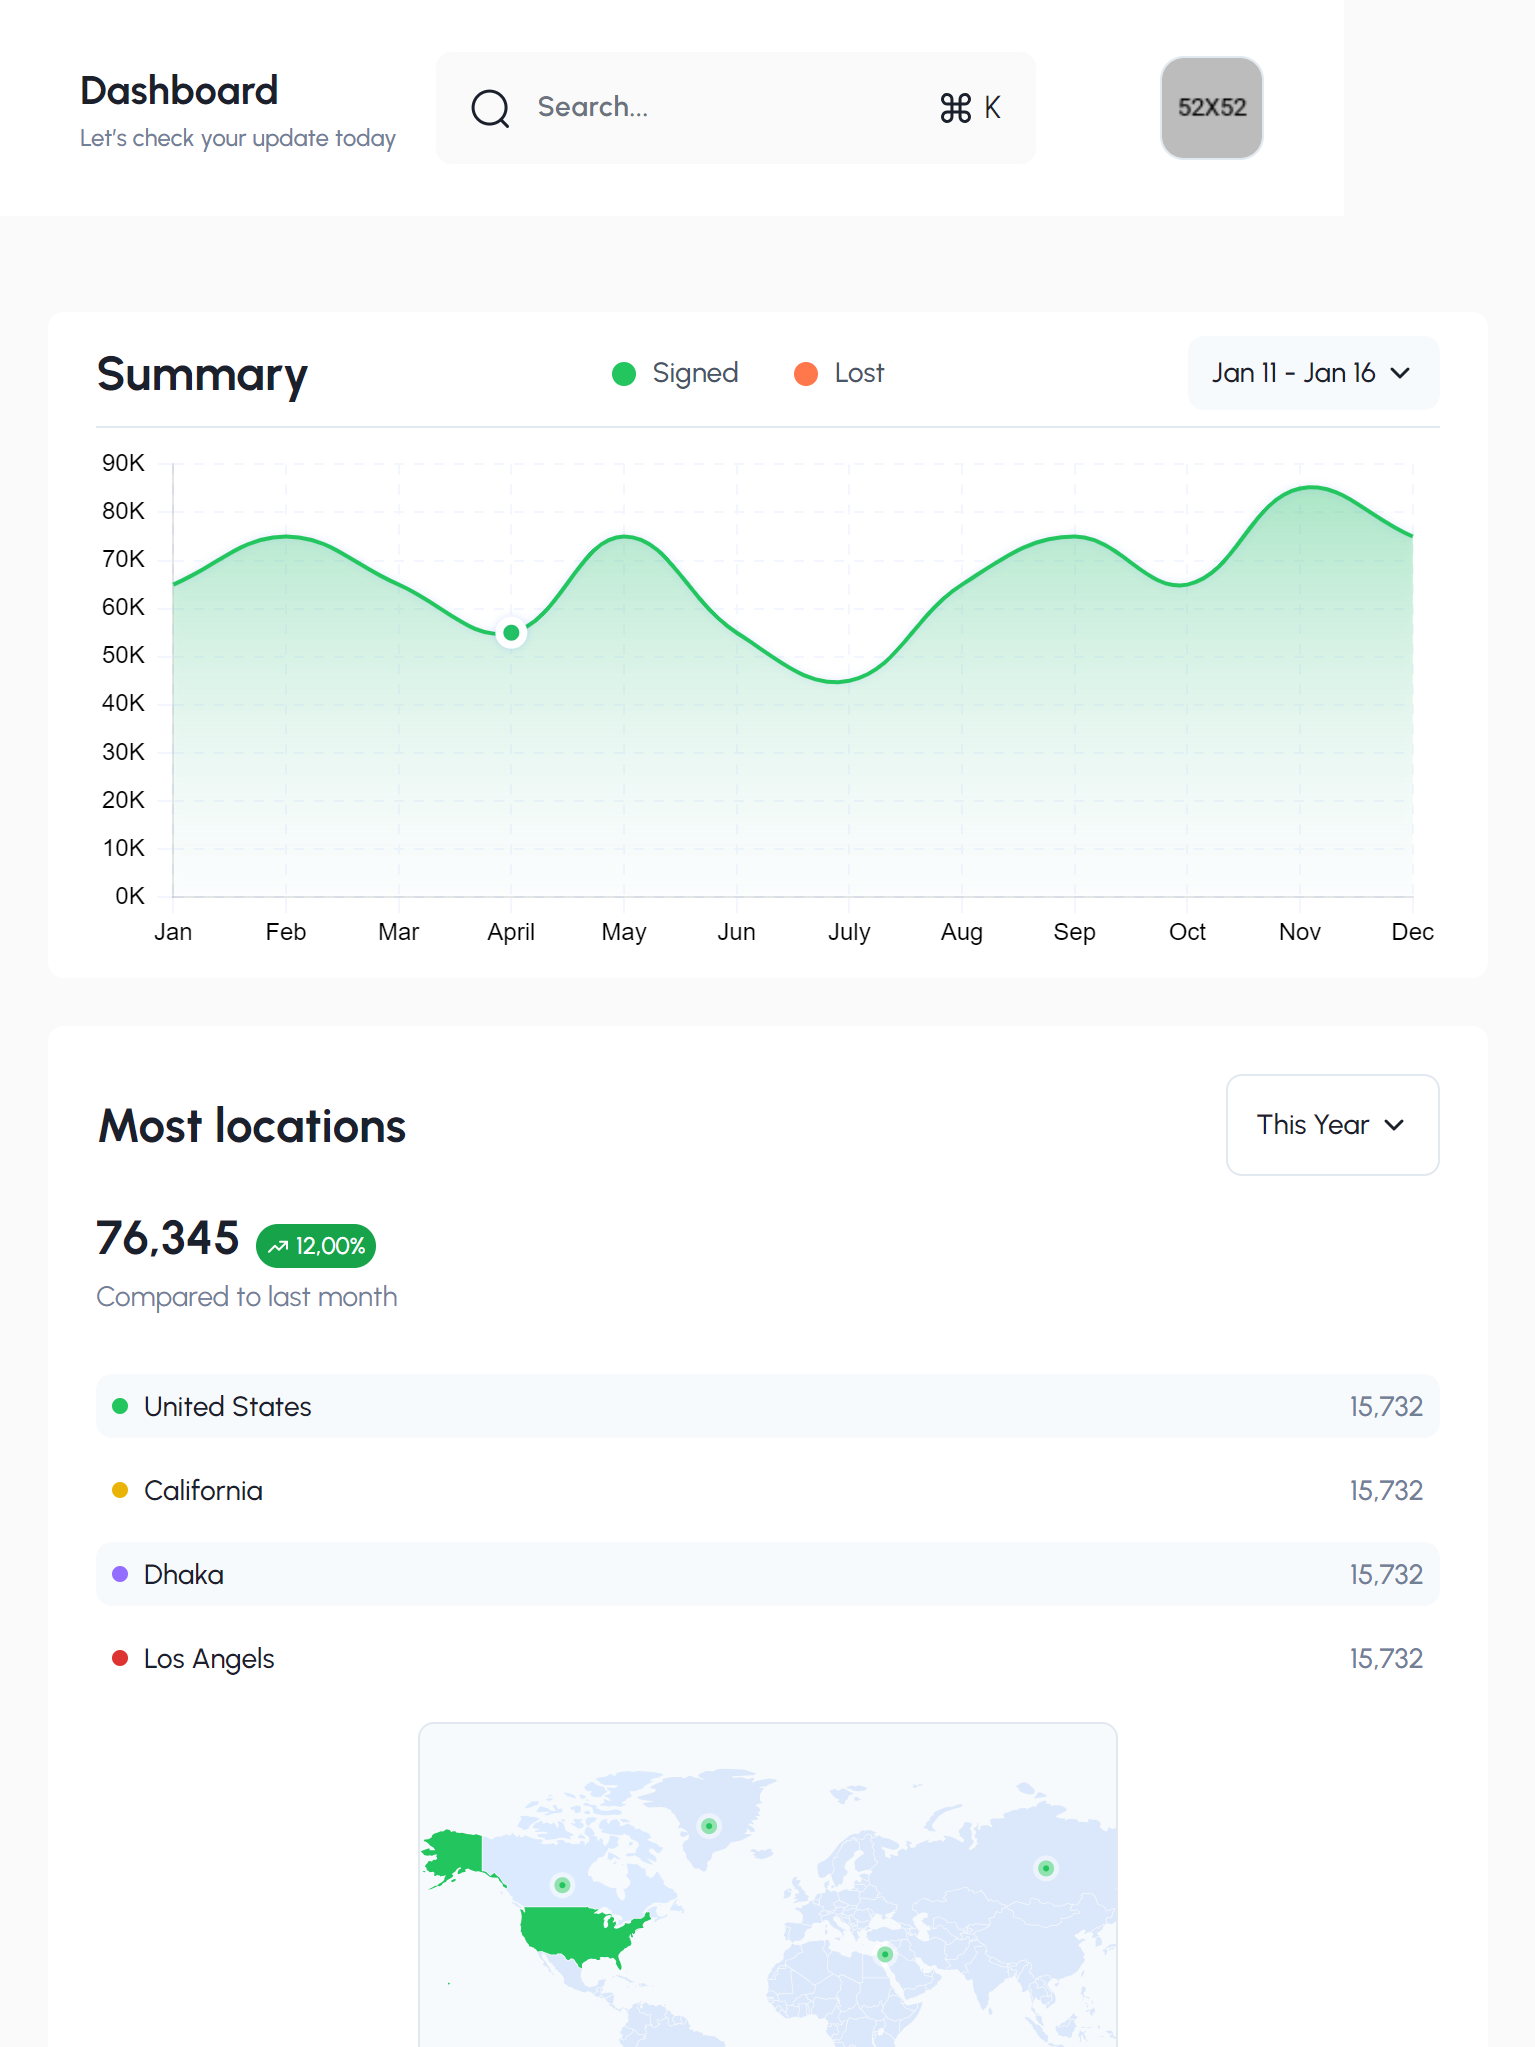 Dashboard
Let's check your update today
Search...
⌘ K
52X52
Summary
Signed
Lost
Jan 11 - Jan 16
90K
80K
70K
60K
50K
40K
30K
20K
10K
0K
Jan Feb Mar April May Jun July Aug Sep Oct Nov Dec
Most locations
This Year
76,345
12,00%
Compared to last month
United States 15,732
California 15,732
Dhaka 15,732
Los Angels 15,732